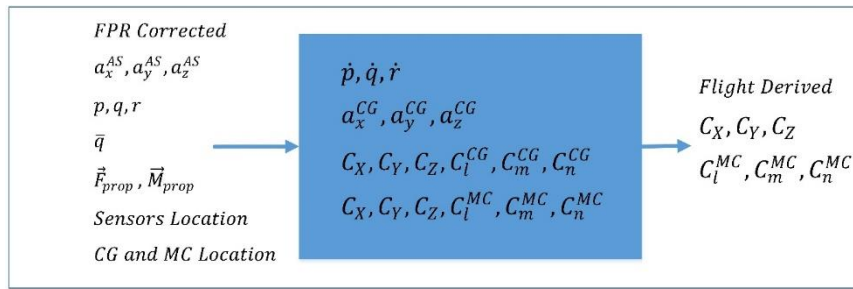 FPR Corrected
a_x^{AS}, a_y^{AS}, a_z^{AS}
p, q, r
q̄
F⃗_{prop} , M⃗_{prop}
Sensors Location
CG and MC Location
ṗ, q̇, ṙ
a_x^{CG}, a_y^{CG}, a_z^{CG}
C_X, C_Y, C_Z, C_l^{CG}, C_m^{CG}, C_n^{CG}
C_X, C_Y, C_Z, C_l^{MC}, C_m^{MC}, C_n^{MC}
Flight Derived
C_X, C_Y, C_Z
C_l^{MC}, C_m^{MC}, C_n^{MC}